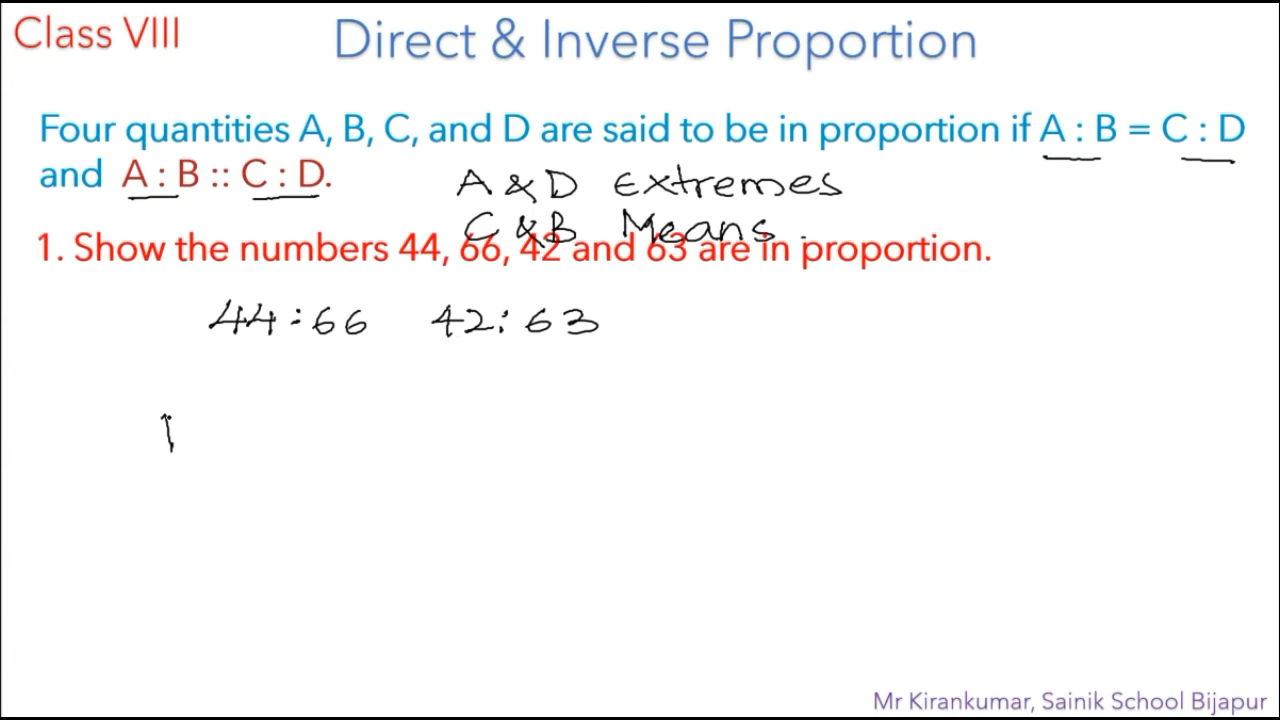 Class VIII
Direct & Inverse Proportion
Four quantities A, B, C, and D are said to be in proportion if A : B = C : D
and A : B :: C : D.
A & D Extremes
C & B Means.
1. Show the numbers 44, 66, 42 and 63 are in proportion.
44:66 42:63
Mr Kirankumar, Sainik School Bijapur